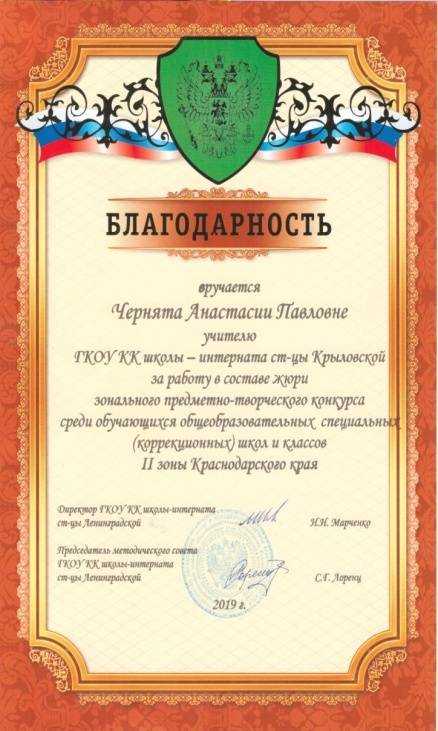 БЛАГОДАРНОСТЬ
вручается
Чернята Анастасии Павловне
учителю
ГКОУ КК школы – интерната ст-цы Крыловской
за работу в составе жюри
зонального предметно-творческого конкурса
среди обучающихся общеобразовательных специальных
(коррекционных) школ и классов
II зоны Краснодарского края
Директор ГКОУ КК школы-интерната
ст-цы Ленинградской
Н.Н. Марченко
Председатель методического совета
ГКОУ КК школы-интерната
ст-цы Ленинградской
С.Г. Лоренц
2019 г.